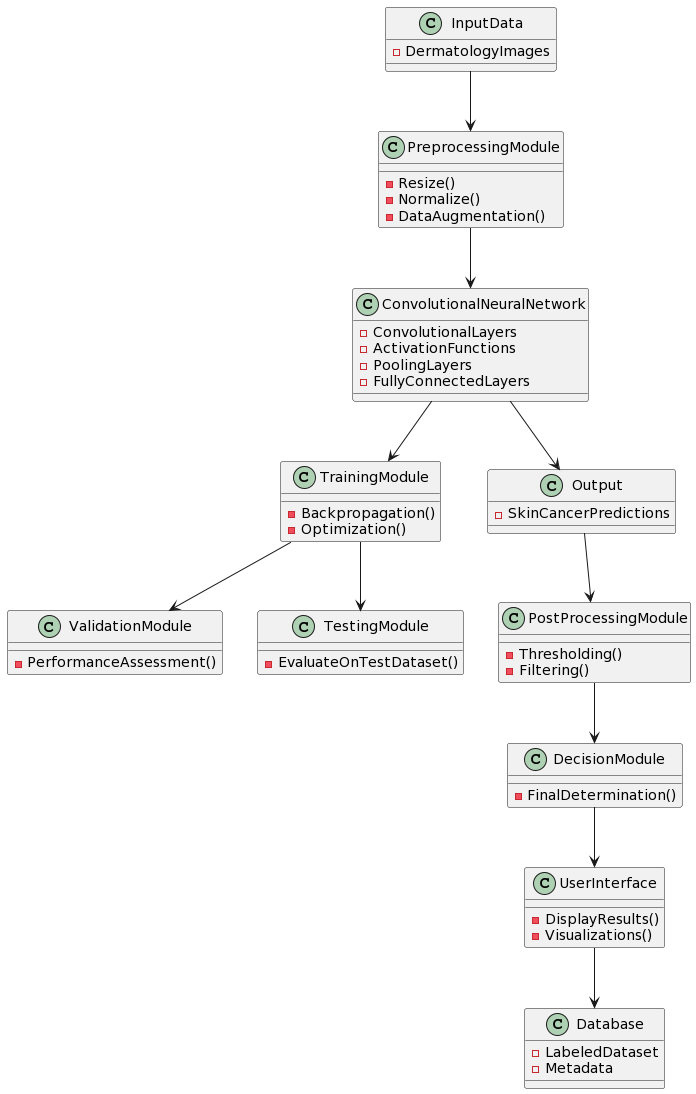 C InputData
DermatologyImages
C PreprocessingModule
Resize()
Normalize()
DataAugmentation()
C ConvolutionalNeuralNetwork
ConvolutionalLayers
ActivationFunctions
PoolingLayers
FullyConnectedLayers
C TrainingModule
Backpropagation()
Optimization()
C Output
SkinCancerPredictions
C ValidationModule
PerformanceAssessment()
C TestingModule
EvaluateOnTestDataset()
C PostProcessingModule
Thresholding()
Filtering()
C DecisionModule
FinalDetermination()
C UserInterface
DisplayResults()
Visualizations()
C Database
LabeledDataset
Metadata